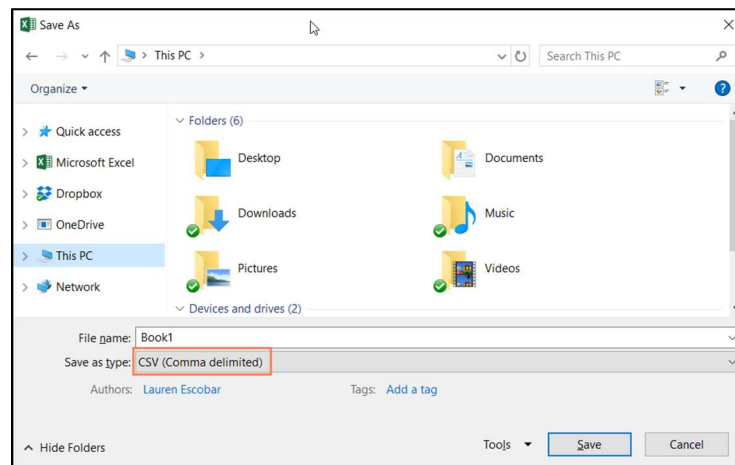 Save As
This PC
Search This PC
Organize
Quick access
Microsoft Excel
Dropbox
OneDrive
This PC
Network
Folders (6)
Desktop
Documents
Downloads
Music
Pictures
Videos
Devices and drives (2)
File name: Book1
Save as type: CSV (Comma delimited)
Authors: Lauren Escobar Tags: Add a tag
Hide Folders Tools Save Cancel